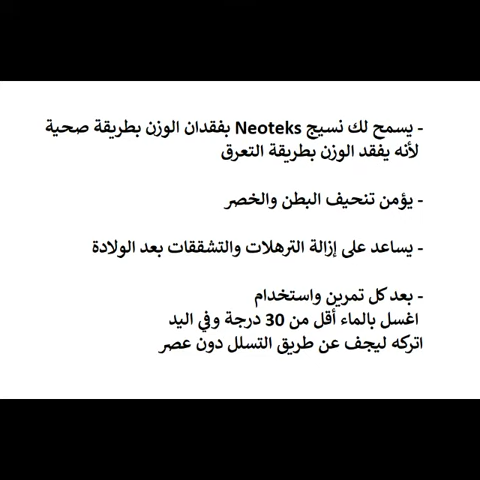 - يسمح لك نسيج Neoteks بفقدان الوزن بطريقة صحية
لأنه يفقد الوزن بطريقة التعرق
- يؤمن تنحيف البطن والخصر
- يساعد على إزالة الترهلات والتشققات بعد الولادة
- بعد كل تمرين واستخدام
اغسل بالماء أقل من 30 درجة وفي اليد
اتركه ليجف عن طريق التسلل دون عصر